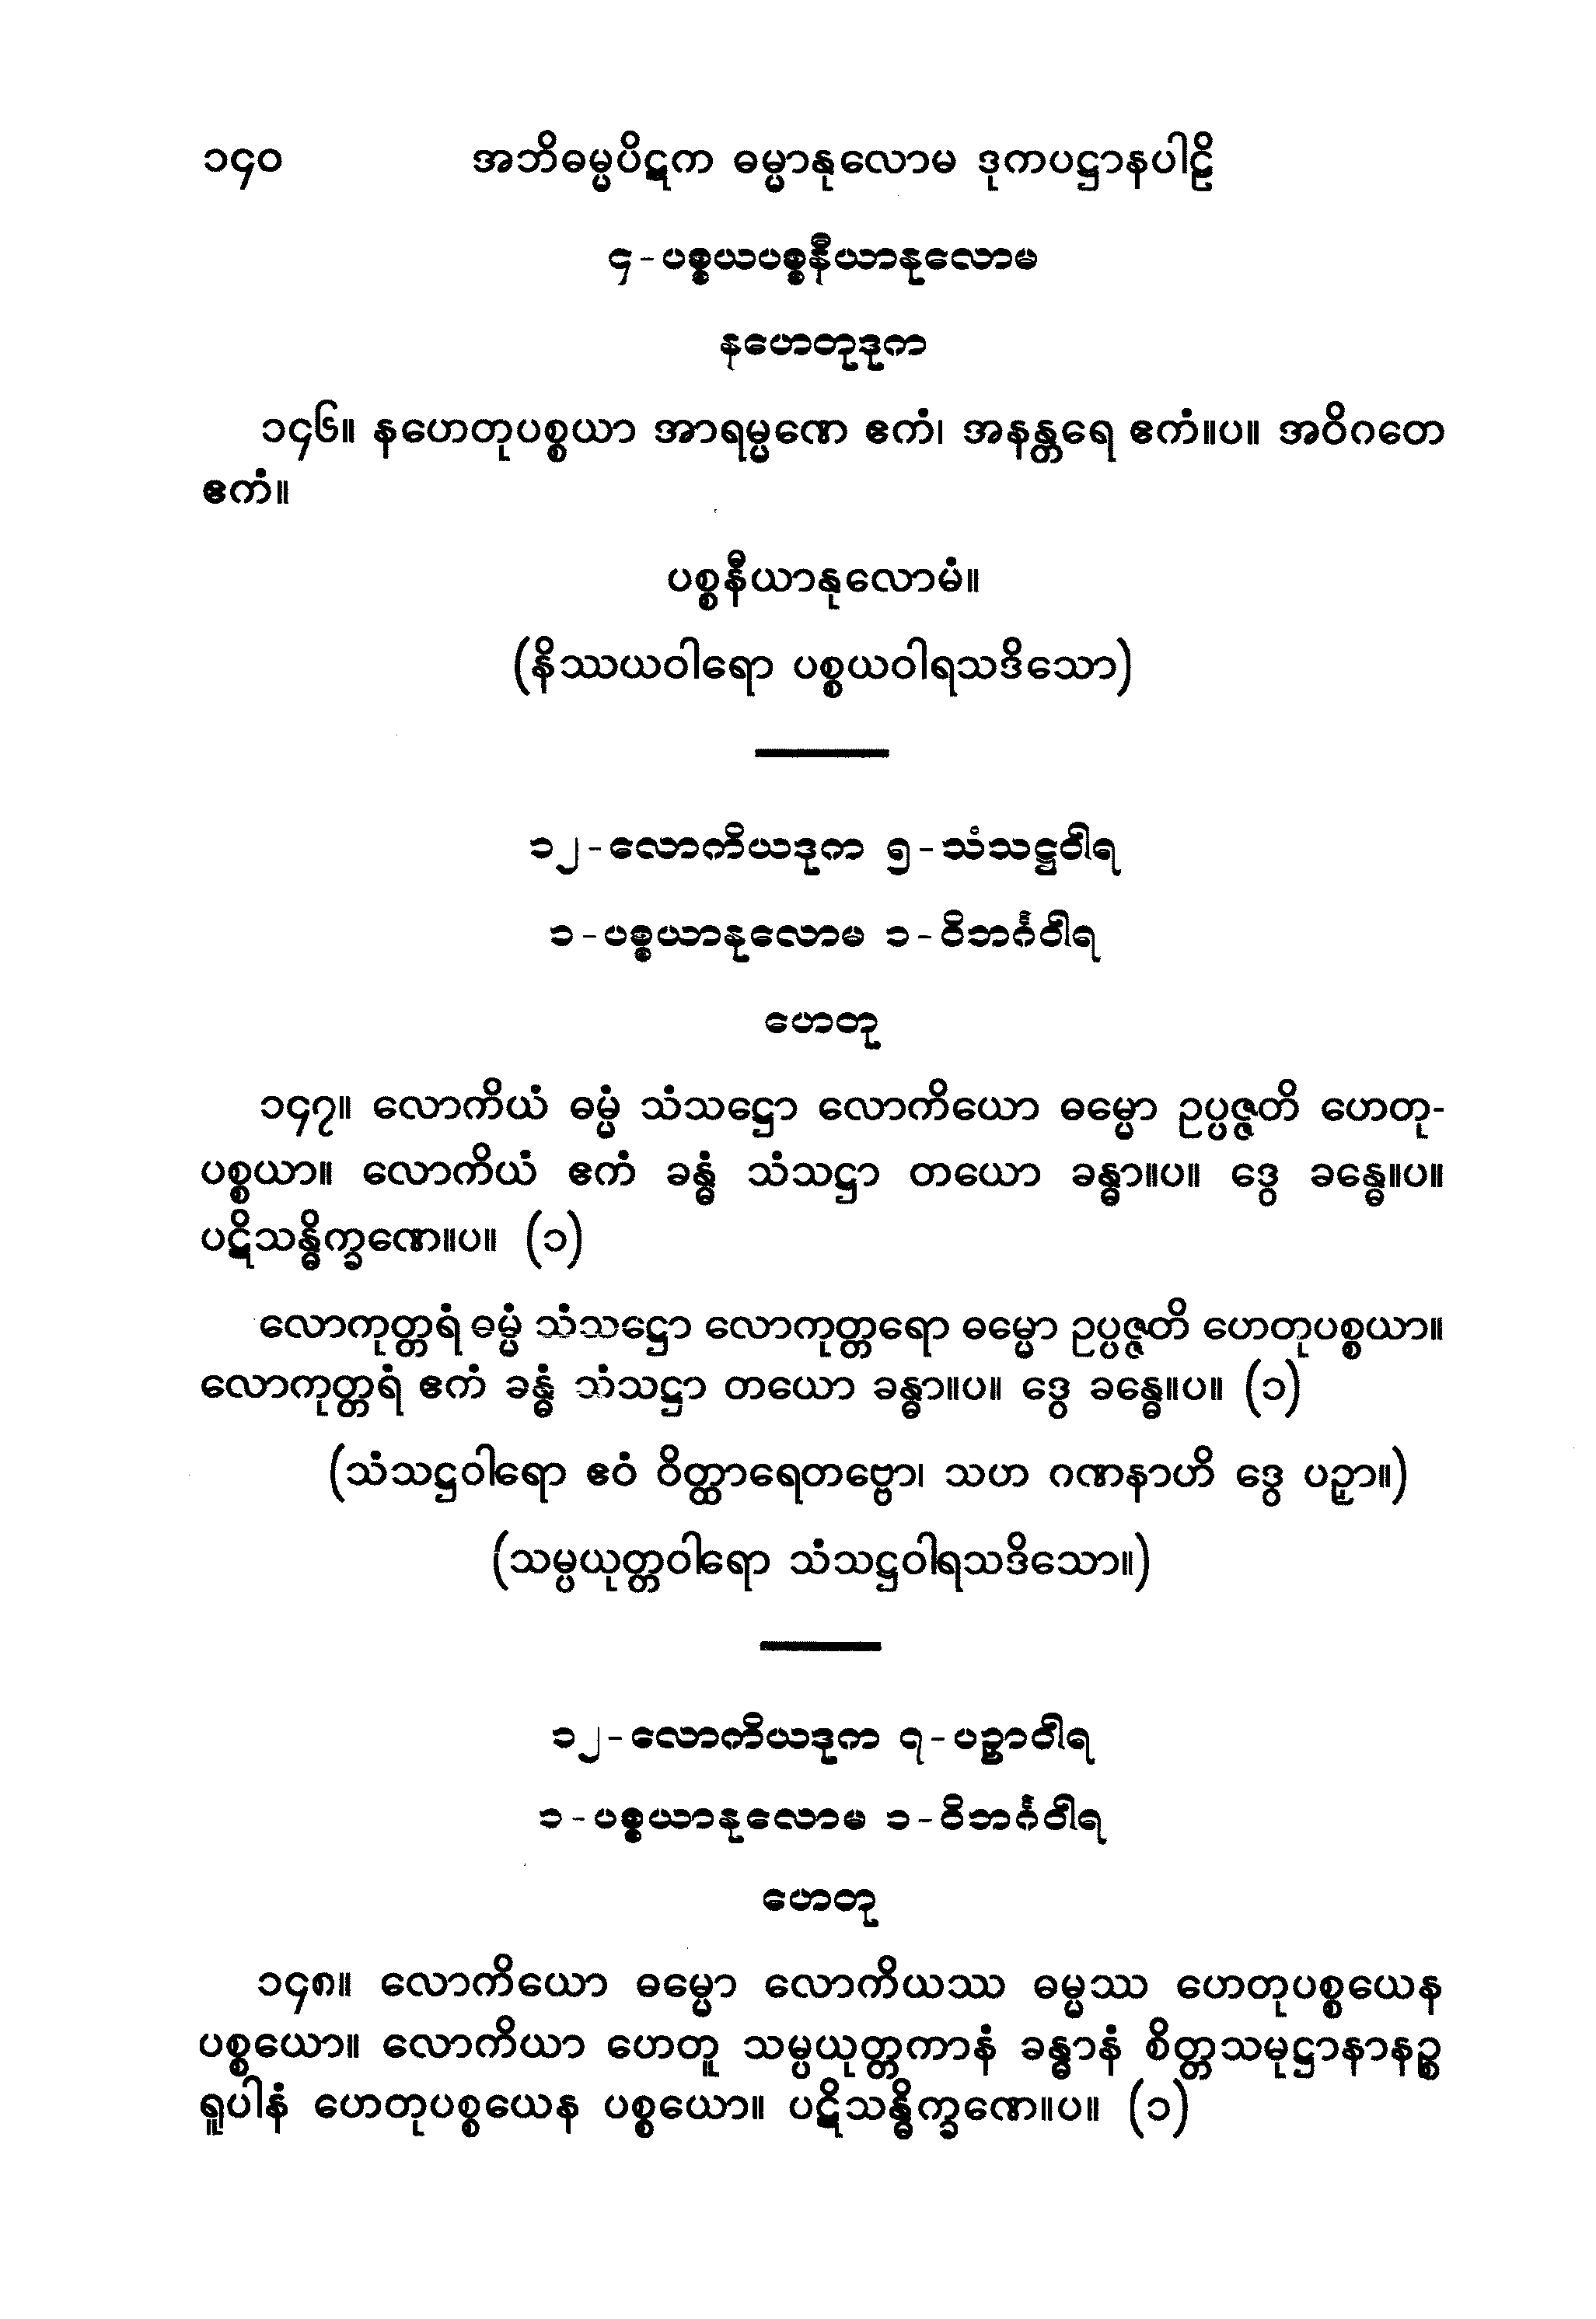 ၁၄၀ အဘိဓမ္မပိဋက ဓမ္မာနုလောမ ဒုကပဋ္ဌာနပါဠိ
၄-ပစ္စယပစ္စနီယာနုလောမ
နဟေတုဒုက
၁၄၆။ နဟေတုပစ္စယာ အာရမ္မဏေ ဧကံ၊ အနန္တရေ ဧကံ။ပ။ အဝိဂတေ
ဧကံ။
ပစ္စနီယာနုလောမံ။
(နိဿယဝါရော ပစ္စယဝါရသဒိသော)
၁၂-လောကိယဒုက ၅-သံသဋ္ဌဝါရ
၁-ပစ္စယာနုလောမ ၁-ဝိဘင်္ဂဝါရ
ဟေတု
၁၄၇။ လောကိယံ ဓမ္မံ သံသဋ္ဌော လောကိယော ဓမ္မော ဥပ္ပဇ္ဇတိ ဟေတု-
ပစ္စယာ။ လောကိယံ ဧကံ ခန္ဓံ သံသဋ္ဌာ တယော ခန္ဓာ။ပ။ ဒွေ ခန္ဓေ။ပ။
ပဋိသန္ဓိက္ခဏေ။ပ။ (၁)
လောကုတ္တရံ ဓမ္မံ သံသဋ္ဌော လောကုတ္တရော ဓမ္မော ဥပ္ပဇ္ဇတိ ဟေတုပစ္စယာ။
လောကုတ္တရံ ဧကံ ခန္ဓံ သံသဋ္ဌာ တယော ခန္ဓာ။ပ။ ဒွေ ခန္ဓေ။ပ။ (၁)
(သံသဋ္ဌဝါရော ဧဝံ ဝိတ္ထာရေတဗ္ဗော၊ သဟ ဂဏနာဟိ ဒွေ ပဉှာ။)
(သမ္ပယုတ္တဝါရော သံသဋ္ဌဝါရသဒိသော။)
၁၂-လောကိယဒုက ၇-ပဉှာဝါရ
၁-ပစ္စယာနုလောမ ၁-ဝိဘင်္ဂဝါရ
ဟေတု
၁၄၈။ လောကိယော ဓမ္မော လောကိယဿ ဓမ္မဿ ဟေတုပစ္စယေန
ပစ္စယော။ လောကိယာ ဟေတူ သမ္ပယုတ္တကာနံ ခန္ဓာနံ စိတ္တသမုဋ္ဌာနာနဉ္စ
ရူပါနံ ဟေတုပစ္စယေန ပစ္စယော။ ပဋိသန္ဓိက္ခဏေ။ပ။ (၁)